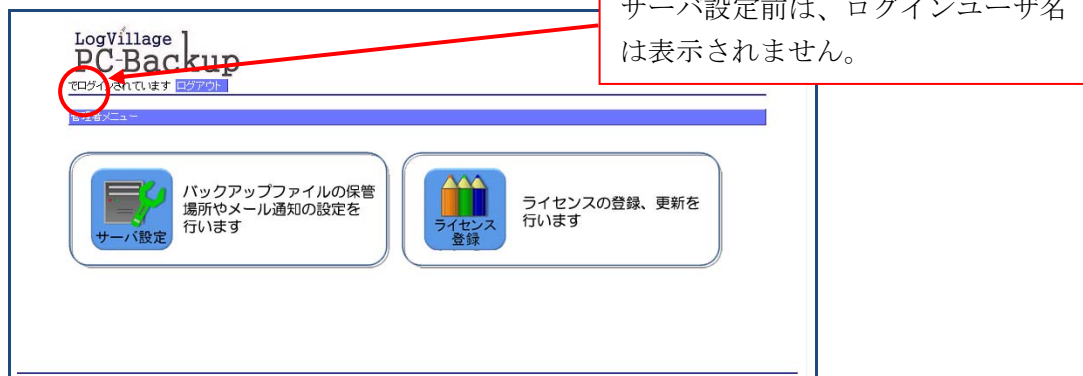 サーバ設定前は、ログインユーザ名
は表示されません。
LogVillage
PC-Backup
でログインされています ログアウト
管理者メニュー
バックアップファイルの保管
場所やメール通知の設定を
行います
サーバ設定
ライセンスの登録、更新を
行います
ライセンス
登録